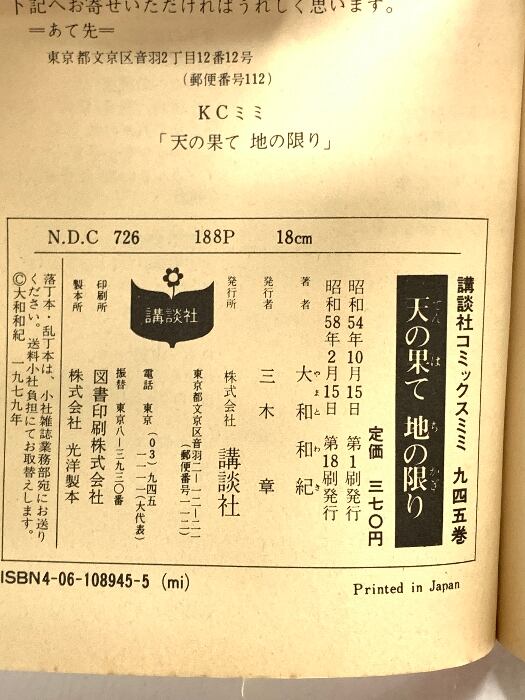 下記へお寄せいただければうれしく思います。
＝あて先＝
東京都文京区音羽2丁目12番12号
(郵便番号112)
KCミミ
「天の果て 地の限り」
N.D.C 726 188P 18cm
講談社コミックスミミ 九四五巻
天の果て 地の限り
てん は ち かぎ
定価 三七〇円
昭和54年10月15日 第1刷発行
昭和58年2月15日 第18刷発行
著者 大和和紀
やまと わき
発行者 三木 章
発行所 株式会社 講談社
東京都文京区音羽二―一二―二一
(郵便番号一一二)
電話 東京(03)九四五
一一一一(大代表)
振替 東京八―三九三〇番
講談社
印刷所 図書印刷株式会社
製本所 株式会社 光洋製本
落丁本・乱丁本は、小社雑誌業務部宛にお送り
ください。送料小社負担にてお取替えします。
©大和和紀 一九七九年
ISBN4-06-108945-5 (mi)
Printed in Japan